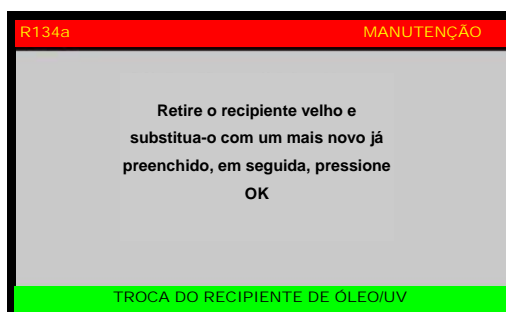 R134a MANUTENÇÃO
Retire o recipiente velho e
substitua-o com um mais novo já
preenchido, em seguida, pressione
OK
TROCA DO RECIPIENTE DE ÓLEO/UV